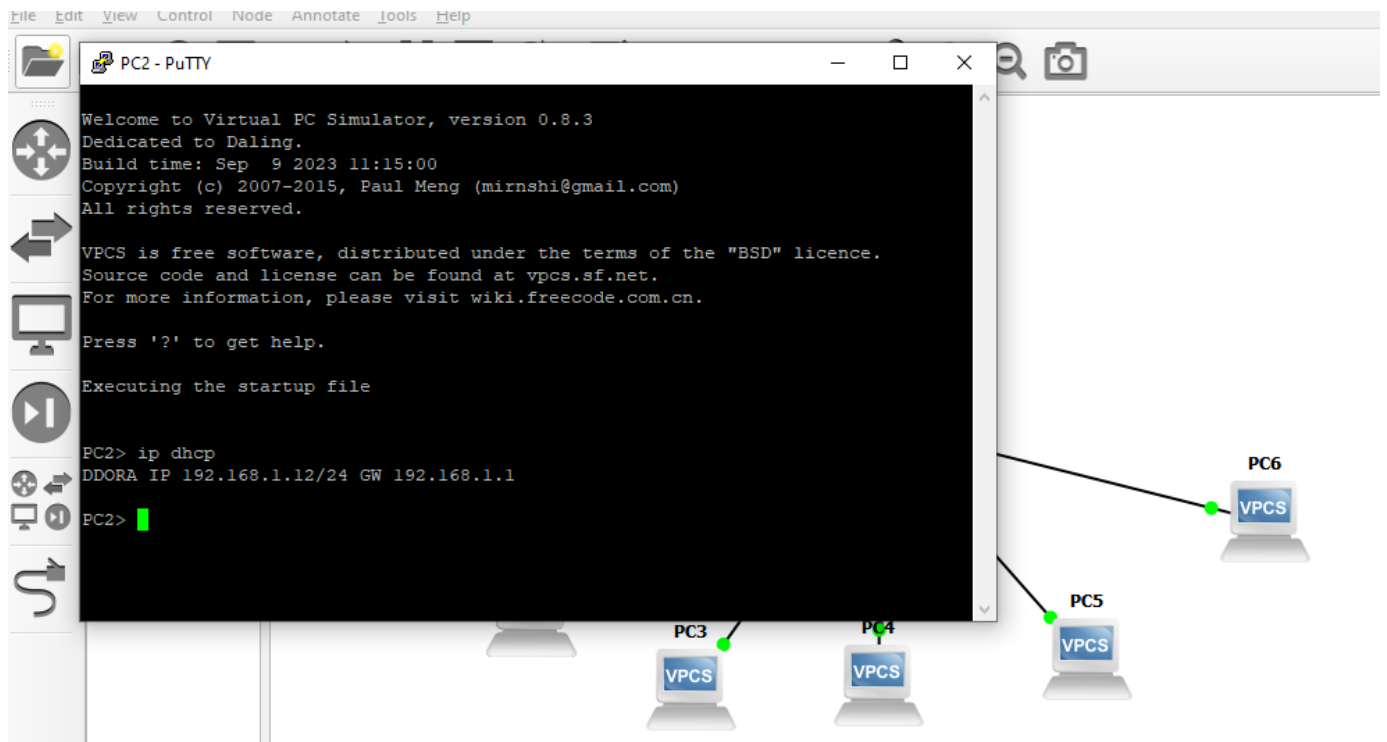 File Edit View Control Node Annotate Tools Help
PC2 - PuTTY
Welcome to Virtual PC Simulator, version 0.8.3
Dedicated to Daling.
Build time: Sep  9 2023 11:15:00
Copyright (c) 2007-2015, Paul Meng (mirnshi@gmail.com)
All rights reserved.
VPCS is free software, distributed under the terms of the "BSD" licence.
Source code and license can be found at vpcs.sf.net.
For more information, please visit wiki.freecode.com.cn.
Press '?' to get help.
Executing the startup file
PC2> ip dhcp
DDORA IP 192.168.1.12/24 GW 192.168.1.1
PC2>
PC6
VPCS
PC5
VPCS
PC3
VPCS
PC4
VPCS